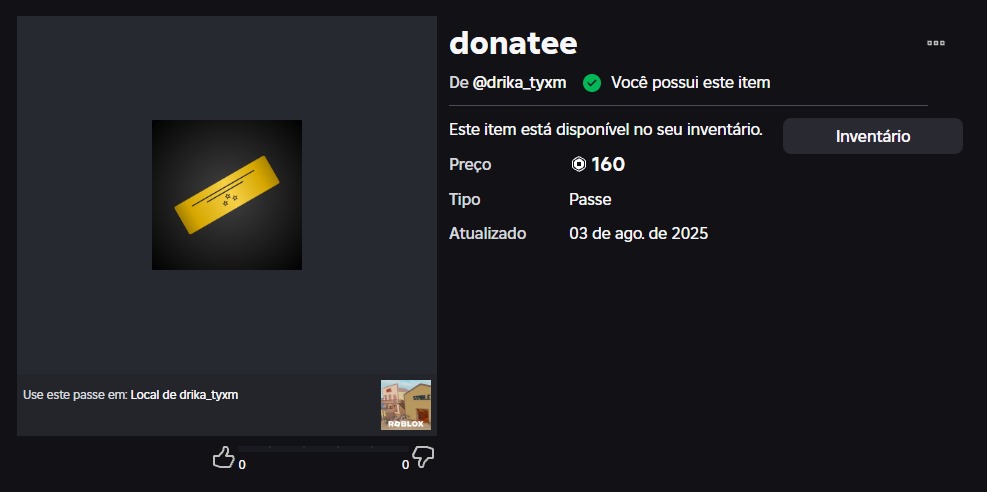 donatee
De @drika_tyxm Você possui este item
Este item está disponível no seu inventário.
Inventário
Preço 160
Tipo Passe
Atualizado 03 de ago. de 2025
Use este passe em: Local de drika_tyxm
ROBLOX
0 0